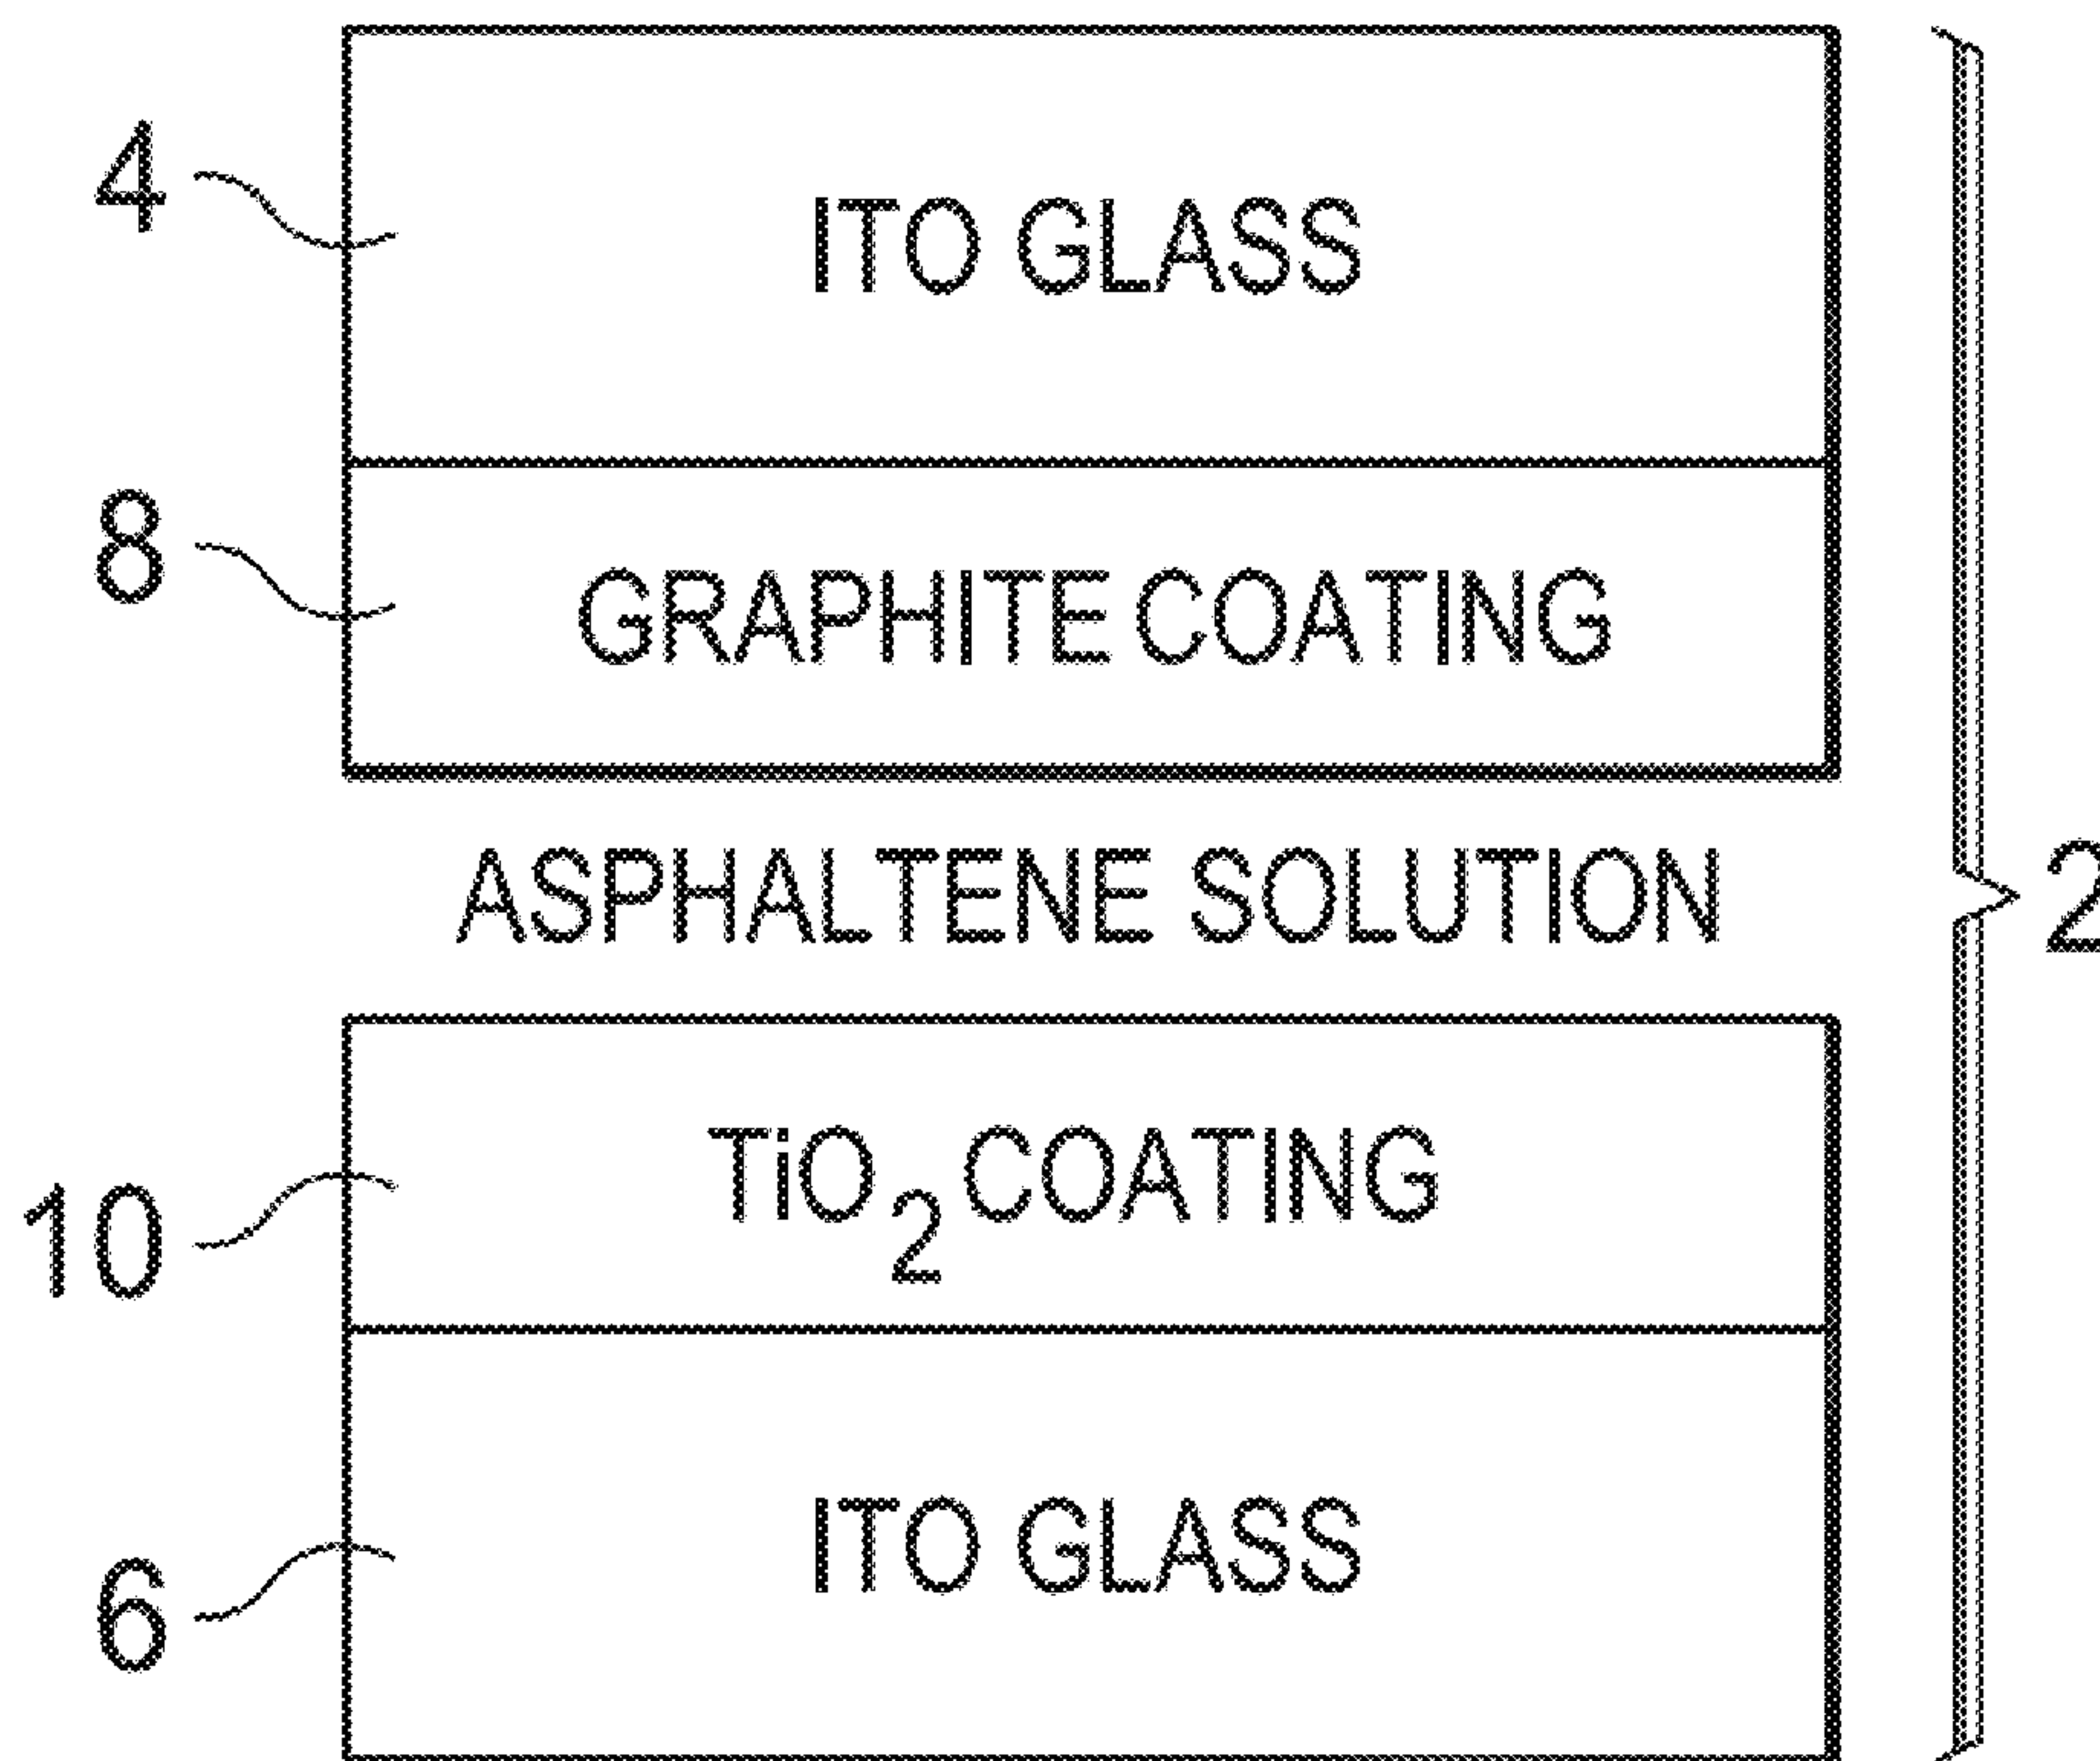 4
ITO GLASS
8
GRAPHITE COATING
ASPHALTENE SOLUTION
2
TiO2 COATING
10
ITO GLASS
6